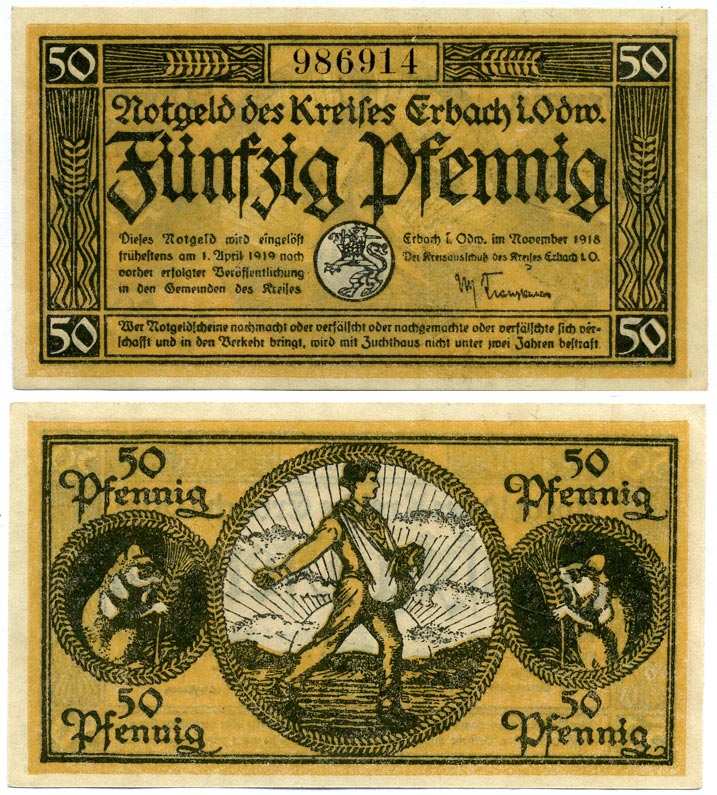 50 986914 50
Notgeld des Kreises Erbach i. Odw.
Fünfzig Pfennig
Dieses Notgeld wird eingelöst
frühestens am 1. April 1919 nach
vorher erfolgter Veröffentlichung
in den Gemeinden des Kreises
Erbach i. Odw. im November 1918
Der Kreisausschuß des Kreises Erbach i. O.
50 50
Wer Notgeldscheine nachmacht oder verfälscht oder nachgemachte oder verfälschte sich ver-
schafft und in den Verkehr bringt, wird mit Zuchthaus nicht unter zwei Jahren bestraft.
50
Pfennig
50
Pfennig
50
Pfennig
50
Pfennig